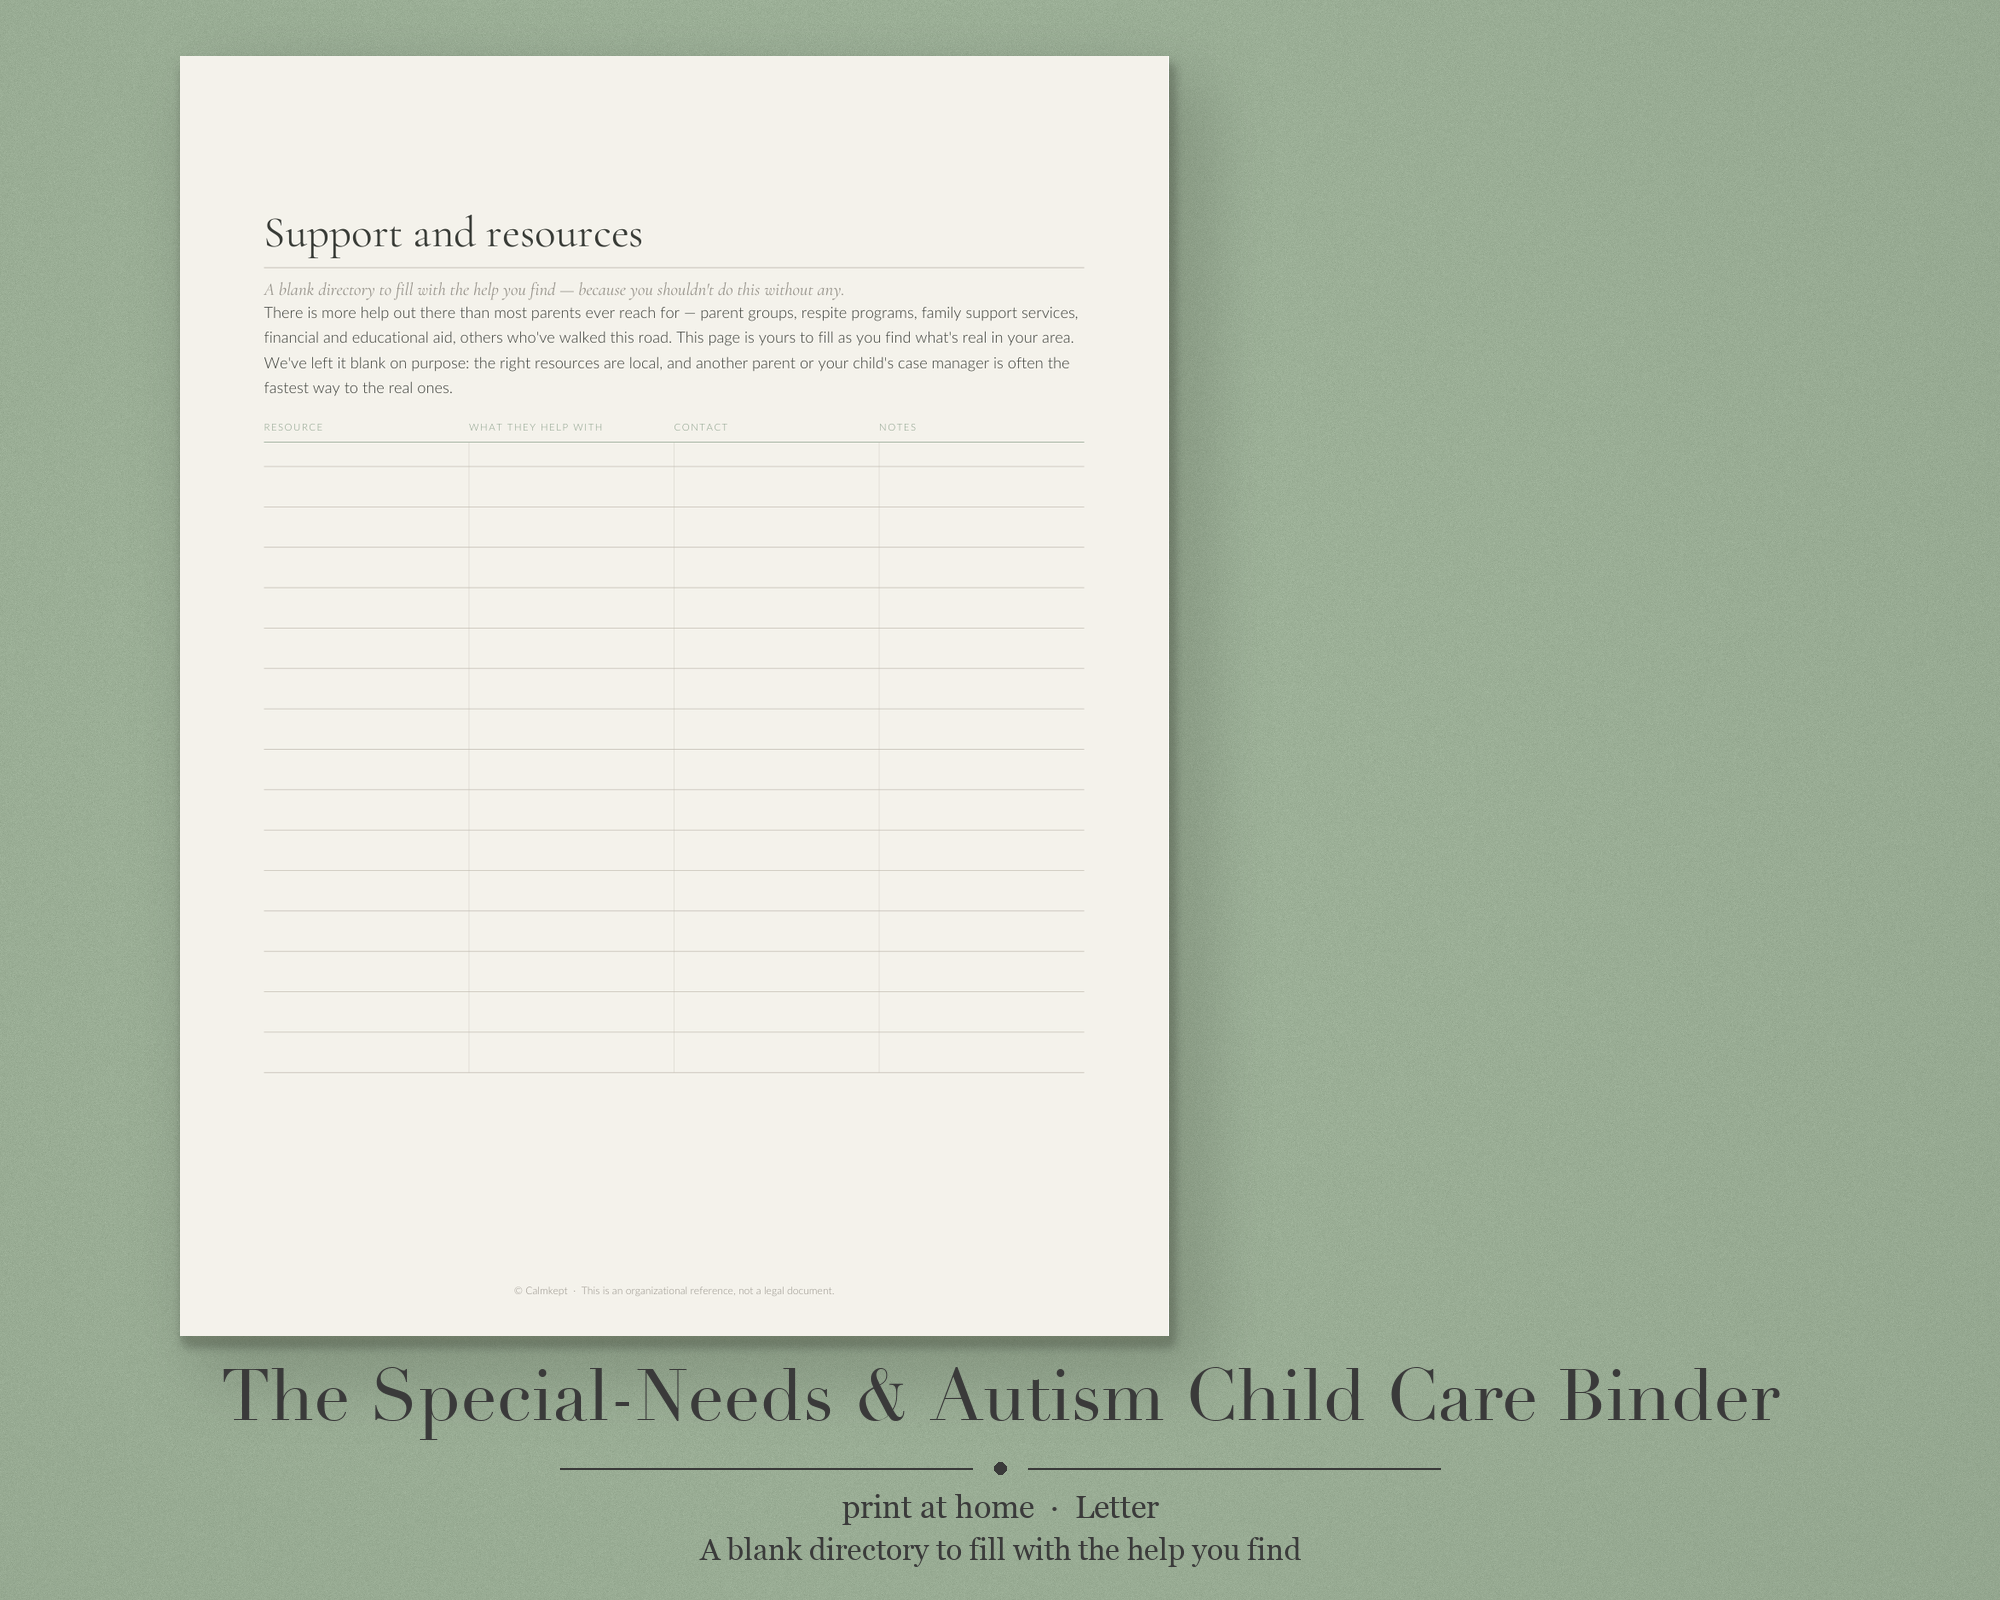 Support and resources
A blank directory to fill with the help you find — because you shouldn't do this without any.
There is more help out there than most parents ever reach for — parent groups, respite programs, family support services,
financial and educational aid, others who've walked this road. This page is yours to fill as you find what's real in your area.
We've left it blank on purpose: the right resources are local, and another parent or your child's case manager is often the
fastest way to the real ones.
RESOURCE WHAT THEY HELP WITH CONTACT NOTES
© Calmkept · This is an organizational reference, not a legal document.
The Special-Needs & Autism Child Care Binder
print at home · Letter
A blank directory to fill with the help you find